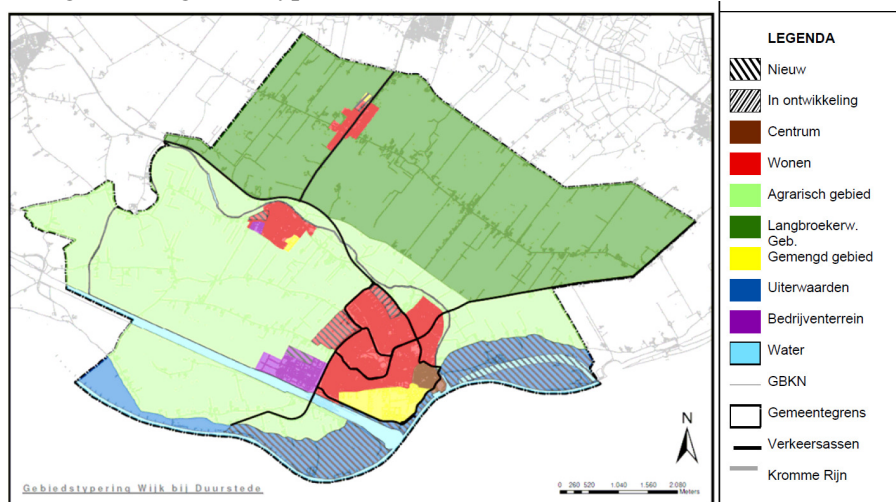 LEGENDA
Nieuw
In ontwikkeling
Centrum
Wonen
Agrarisch gebied
Langbroekerw.
Geb.
Gemengd gebied
Uiterwaarden
Bedrijventerrein
Water
GBKN
Gemeentegrens
Verkeersassen
Kromme Rijn
N
0 260 520 1.040 1.560 2.080
Meters
Gebiedstypering Wijk bij Duurstede